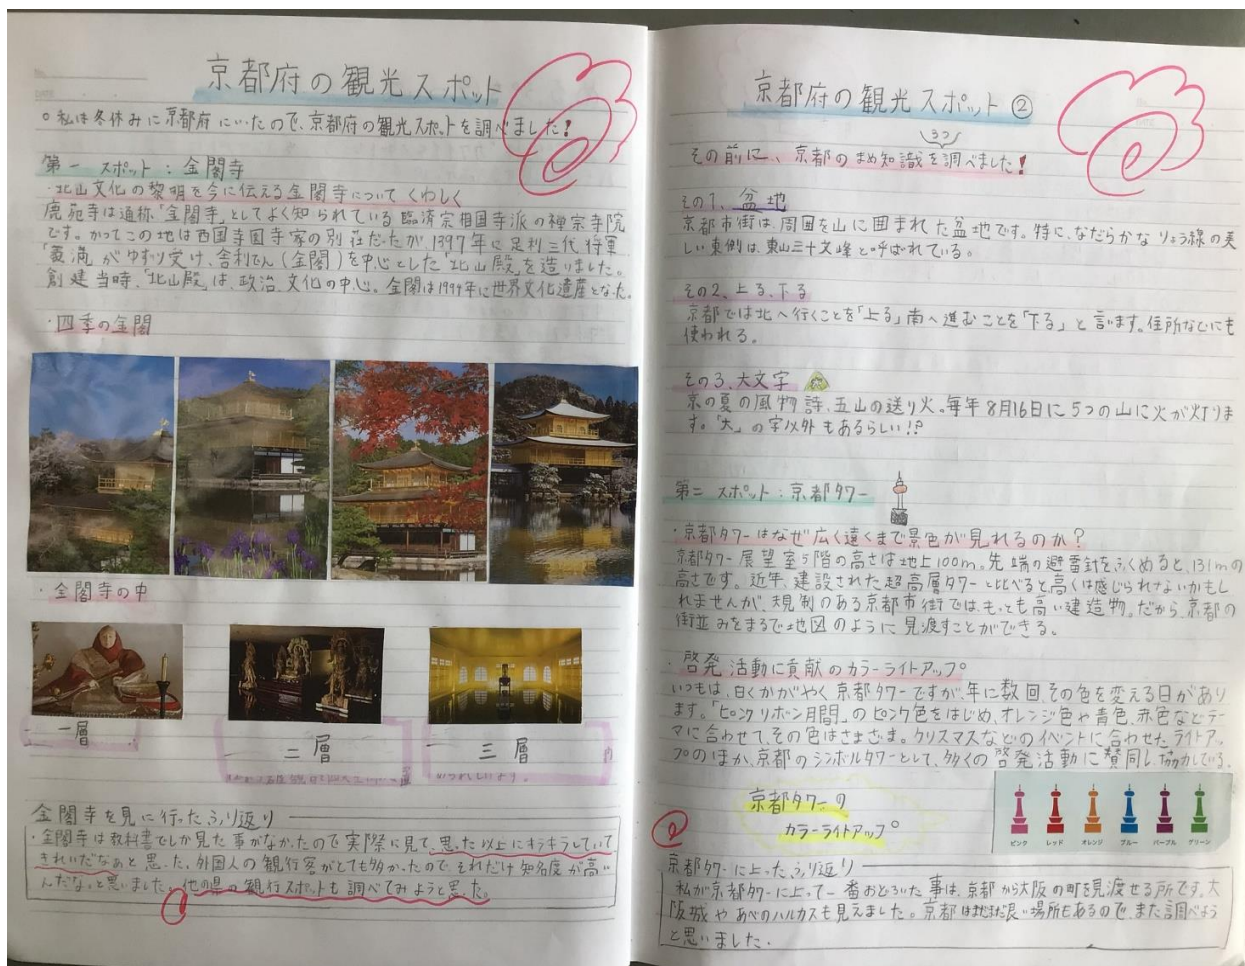 京都府の観光スポット
○私は冬休みに京都府にいったので、京都府の観光スポットを調べました!
第一 スポット:金閣寺
・北山文化の黎明を今に伝える金閣寺についてくわしく
鹿苑寺は通称「金閣寺」としてよく知られている臨済宗相国寺派の禅宗寺院
です。かつてこの地は西国寺園寺家の別荘だったが1397年に足利三代将軍
「義満」がゆずり受け、舎利でん(金閣)を中心とした「北山殿」を造りました。
創建当時、「北山殿」は、政治、文化の中心。金閣は1994年に世界文化遺産となった。
・四季の金閣
・金閣寺の中
一層
二層
三層
金閣寺を見に行ったふり返り
・金閣寺は教科書でしか見た事がなかったので実際に見て、思った以上にキラキラしていて
きれいだなぁと思った。外国人の観行客がとても多かったのでそれだけ知名度が高い
んだなぁと思いました。他の県の観行スポットも調べてみようと思った。
京都府の観光スポット②
3つ
その前に、京都のまめ知識を調べました!
その1、盆地
京都市街は、周囲を山に囲まれた盆地です。特に、なだらかなりょう線の美
しい東側は、東山三十六峰と呼ばれている。
その2、上る、下る
京都では北へ行くことを「上る」南へ進むことを「下る」と言います。住所などにも
使われる。
その3、大文字
京の夏の風物詩、五山の送り火。毎年8月16日に5つの山に火が灯りま
す。「大」の字以外もあるらしい!?
第二 スポット:京都タワー
・京都タワーはなぜ広く遠くまで景色が見れるのか?
京都タワー展望室5階の高さは地上100m。先端の避雷針をふくめると、131mの
高さです。近年、建設された超高層タワーと比べると高くは感じられないかもし
れませんが、規制のある京都市街では、もっとも高い建造物。だから、京都の
街並みをまるで地図のように見渡すことができる。
・啓発活動に貢献のカラーライトアップ
いつもは、白くかがやく京都タワーですが、年に数回その色を変える日があり
ます。「ピンクリボン月間」のピンク色をはじめ、オレンジ色や青色、赤色などテー
マに合わせて、その色はさまざま。クリスマスなどのイベントに合わせたライトアッ
プのほか、京都のシンボルタワーとして、多くの啓発活動に賛同し、協力している。
京都タワーの
カラーライトアップ
ピンク レッド オレンジ ブルー パープル グリーン
京都タワーに上ったふり返り
私が京都タワーに上って一番おどろいた事は、京都から大阪の町を見渡せる所です。大
阪城やあべのハルカスも見えました。京都はまだまだ良い場所もあるので、また調べよう
と思いました.